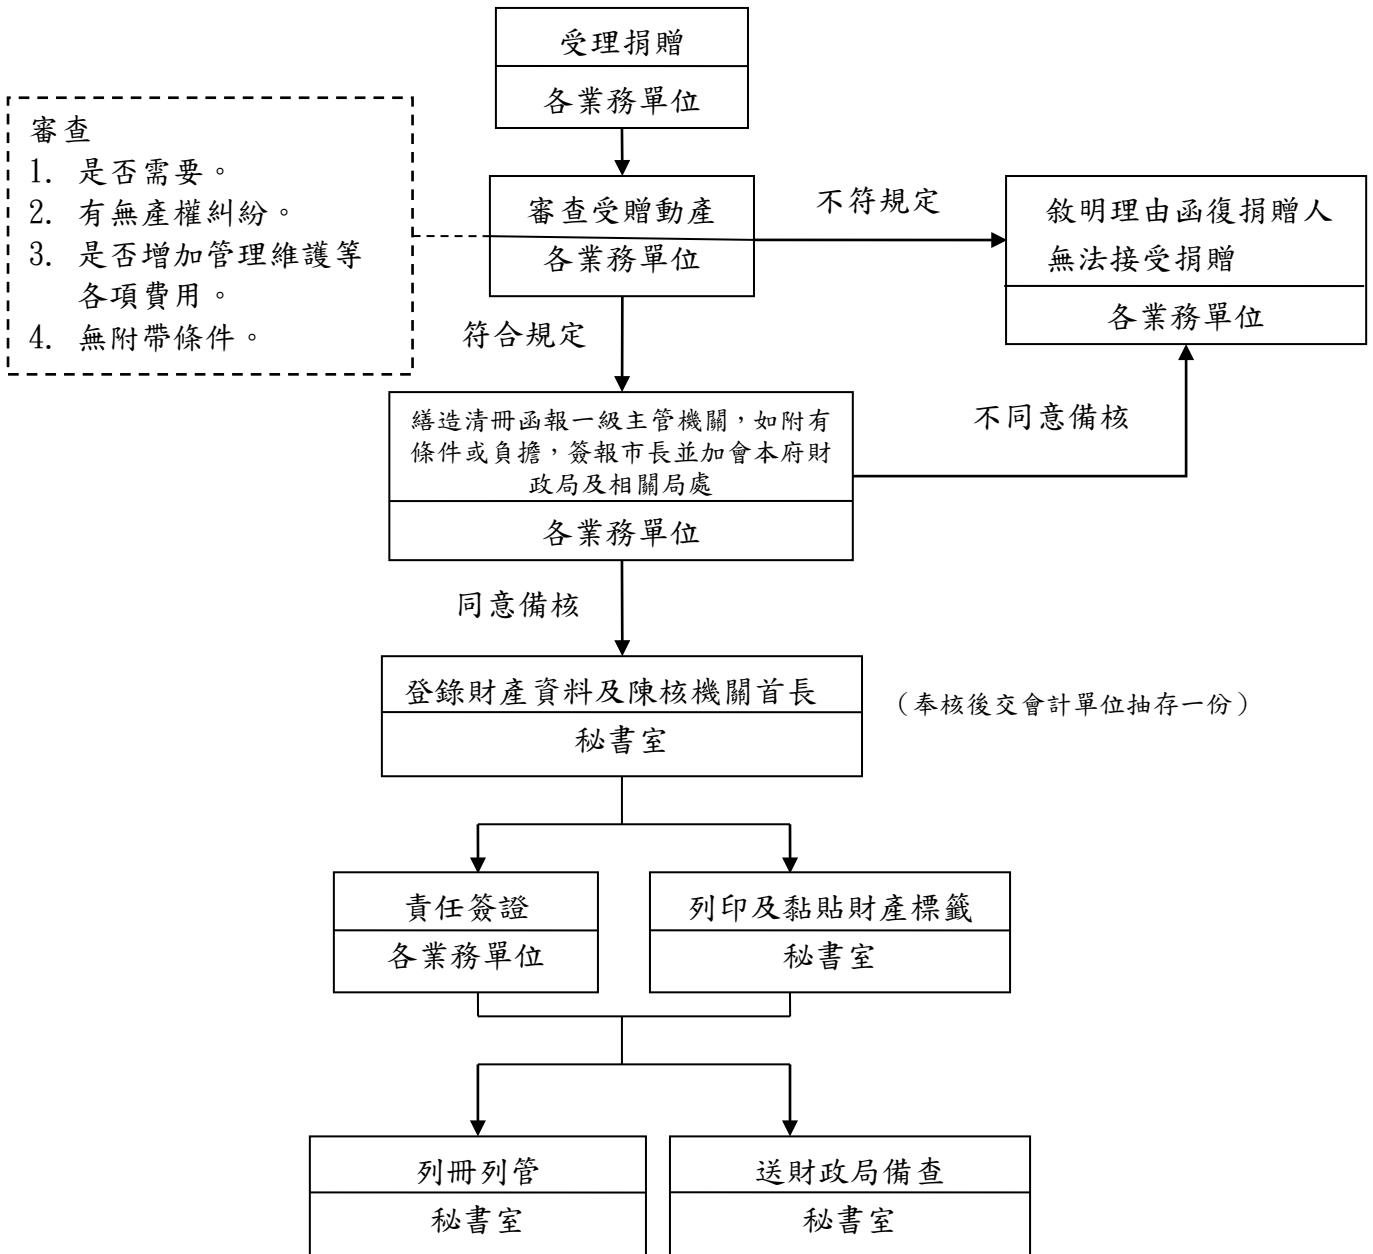 受理捐贈
各業務單位
審查
1. 是否需要。
2. 有無產權糾紛。
3. 是否增加管理維護等
各項費用。
4. 無附帶條件。
審查受贈動產
各業務單位
不符規定
敘明理由函復捐贈人
無法接受捐贈
各業務單位
符合規定
繕造清冊函報一級主管機關，如附有
條件或負擔，簽報市長並加會本府財
政局及相關局處
各業務單位
不同意備核
同意備核
登錄財產資料及陳核機關首長
秘書室
（奉核後交會計單位抽存一份）
責任簽證
各業務單位
列印及黏貼財產標籤
秘書室
列冊列管
秘書室
送財政局備查
秘書室